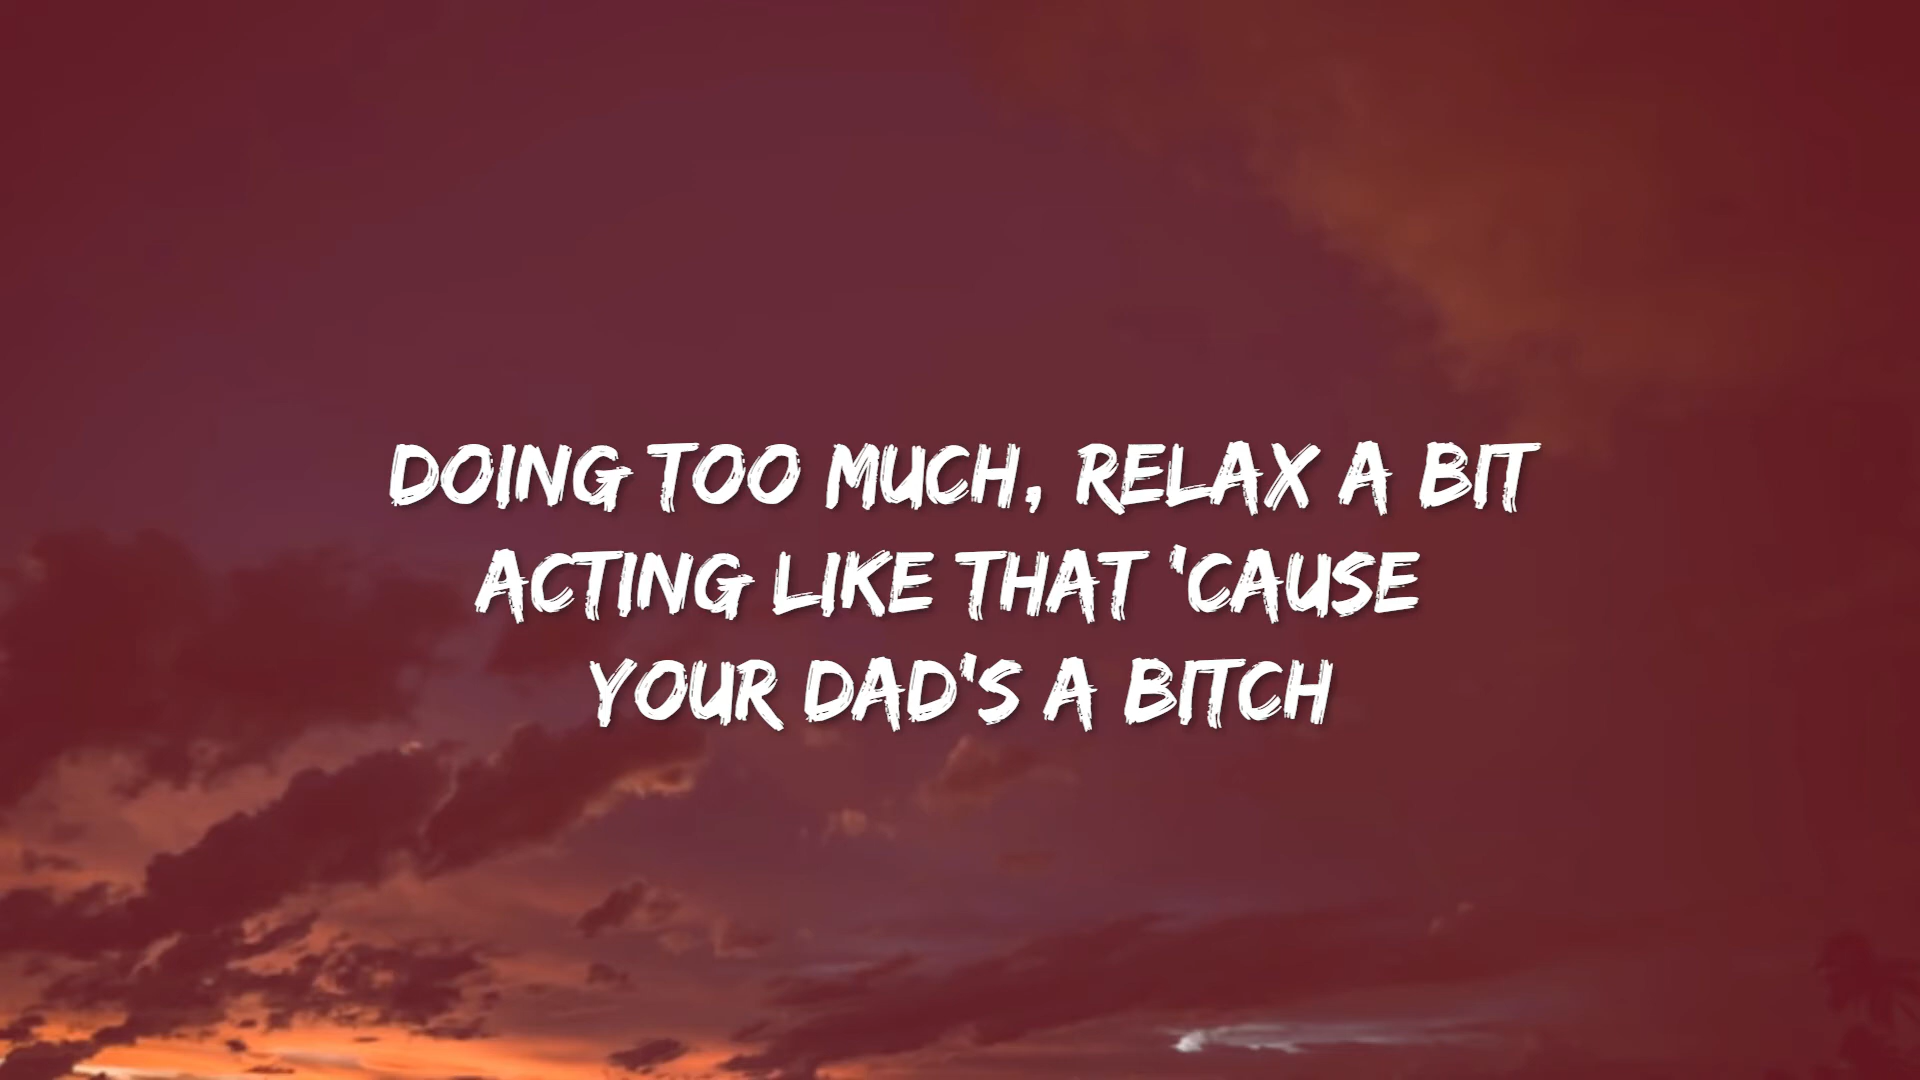 DOING TOO MUCH, RELAX A BIT
ACTING LIKE THAT 'CAUSE
YOUR DAD'S A BITCH